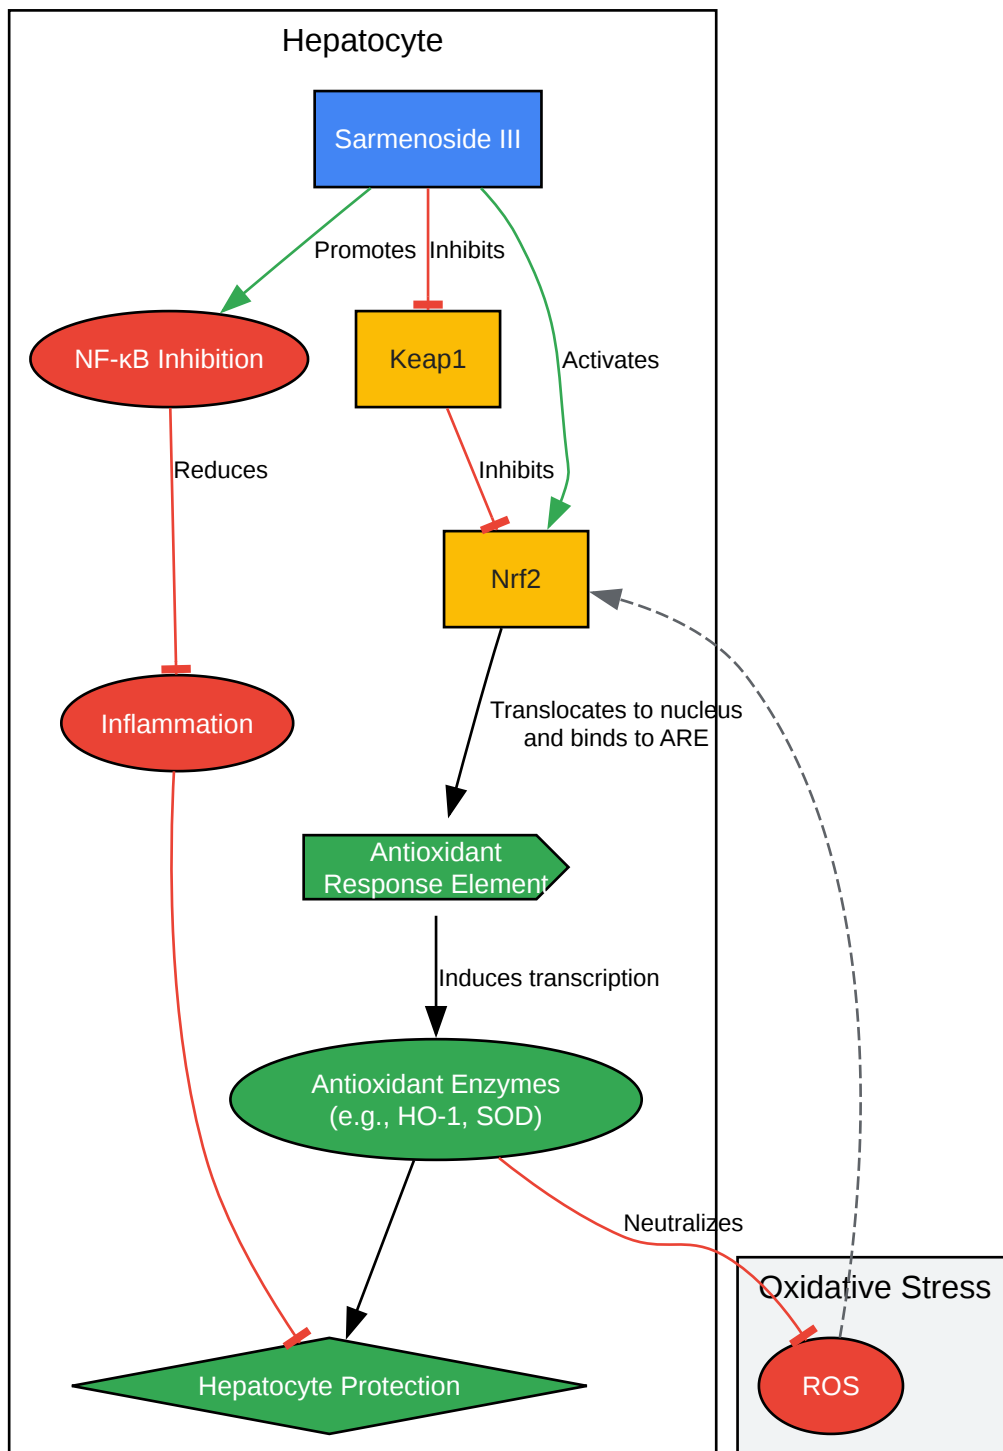 Hepatocyte
Sarmenoside III
Promotes
Inhibits
NF-κB Inhibition
Keap1
Activates
Reduces
Inhibits
Nrf2
Inflammation
Translocates to nucleus
and binds to ARE
Antioxidant
Response Element
Induces transcription
Antioxidant Enzymes
(e.g., HO-1, SOD)
Neutralizes
Oxidative Stress
Hepatocyte Protection
ROS